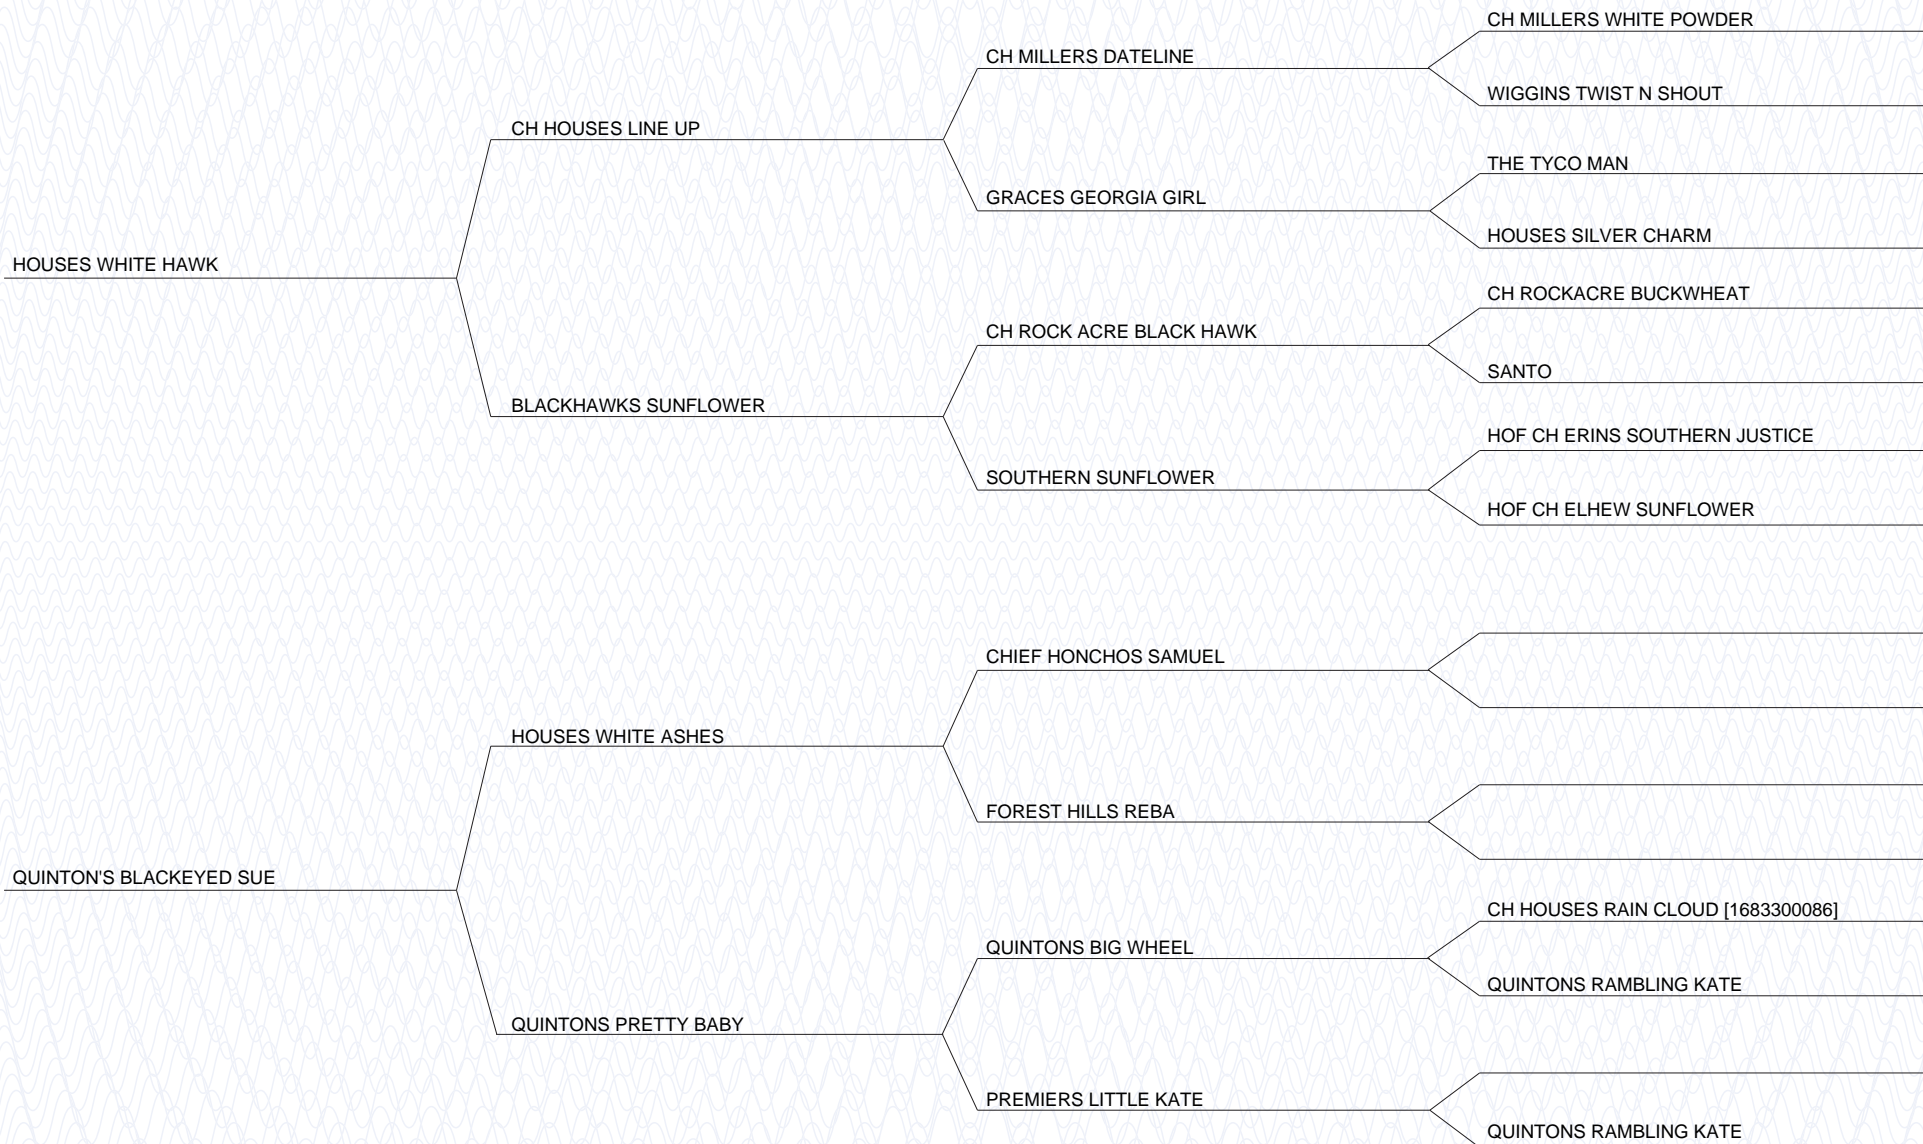 CH MILLERS WHITE POWDER
CH MILLERS DATELINE
WIGGINS TWIST N SHOUT
CH HOUSES LINE UP
THE TYCO MAN
GRACES GEORGIA GIRL
HOUSES SILVER CHARM
HOUSES WHITE HAWK
CH ROCKACRE BUCKWHEAT
CH ROCK ACRE BLACK HAWK
SANTO
BLACKHAWKS SUNFLOWER
HOF CH ERINS SOUTHERN JUSTICE
SOUTHERN SUNFLOWER
HOF CH ELHEW SUNFLOWER
CHIEF HONCHOS SAMUEL
HOUSES WHITE ASHES
FOREST HILLS REBA
QUINTON'S BLACKEYED SUE
CH HOUSES RAIN CLOUD [1683300086]
QUINTONS BIG WHEEL
QUINTONS RAMBLING KATE
QUINTONS PRETTY BABY
PREMIERS LITTLE KATE
QUINTONS RAMBLING KATE